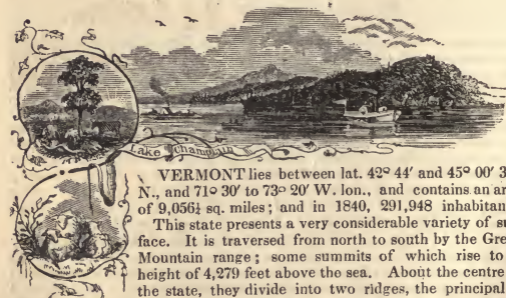 Lake Champlain
VERMONT lies between lat. 42° 44' and 45° 00' 3
N., and 71° 30' to 73° 20' W. lon., and contains an ar
of 9,056½ sq. miles; and in 1840, 291,948 inhabitan
This state presents a very considerable variety of su
face. It is traversed from north to south by the Gre
Mountain range; some summits of which rise to
height of 4,279 feet above the sea. About the centre
the state, they divide into two ridges, the principal